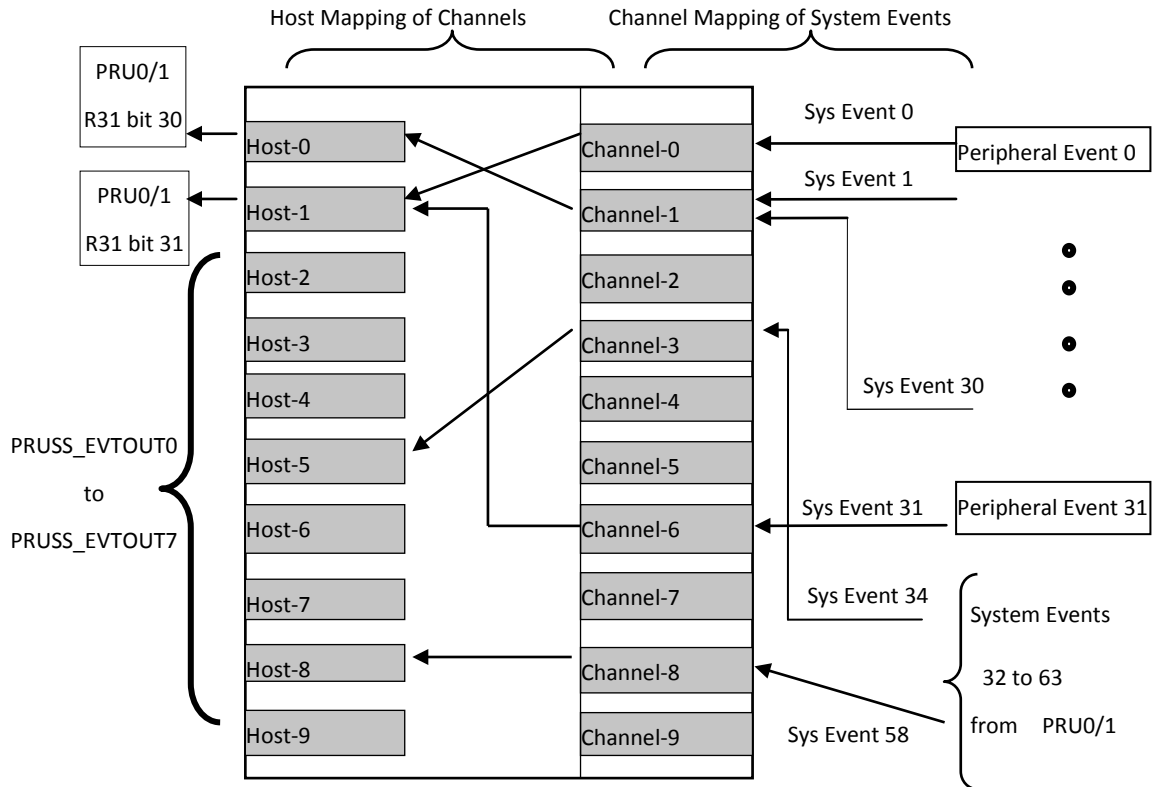 Host Mapping of Channels
Channel Mapping of System Events
PRU0/1
R31 bit 30
PRU0/1
R31 bit 31
PRUSS_EVTOUT0
to
PRUSS_EVTOUT7
Host-0
Host-1
Host-2
Host-3
Host-4
Host-5
Host-6
Host-7
Host-8
Host-9
Channel-0
Channel-1
Channel-2
Channel-3
Channel-4
Channel-5
Channel-6
Channel-7
Channel-8
Channel-9
Sys Event 0
Sys Event 1
Sys Event 30
Sys Event 31
Sys Event 34
Sys Event 58
Peripheral Event 0
Peripheral Event 31
System Events
32 to 63
from PRU0/1